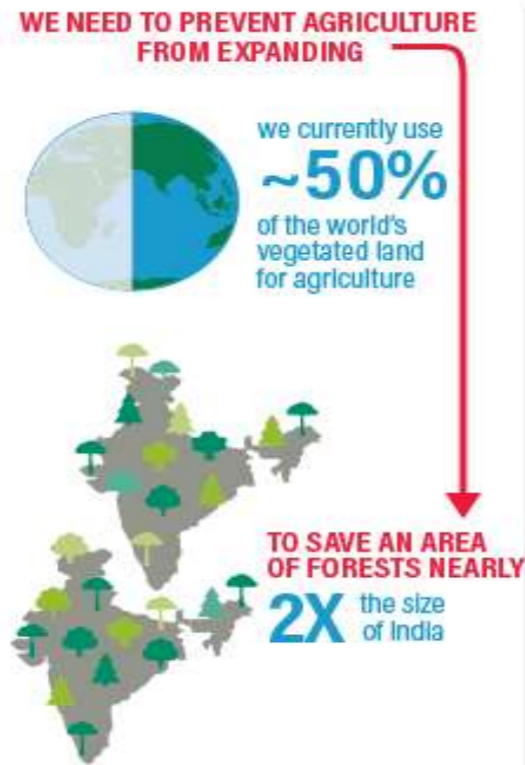 WE NEED TO PREVENT AGRICULTURE
FROM EXPANDING
we currently use
~50%
of the world's
vegetated land
for agriculture
TO SAVE AN AREA
OF FORESTS NEARLY
2X the size
of India